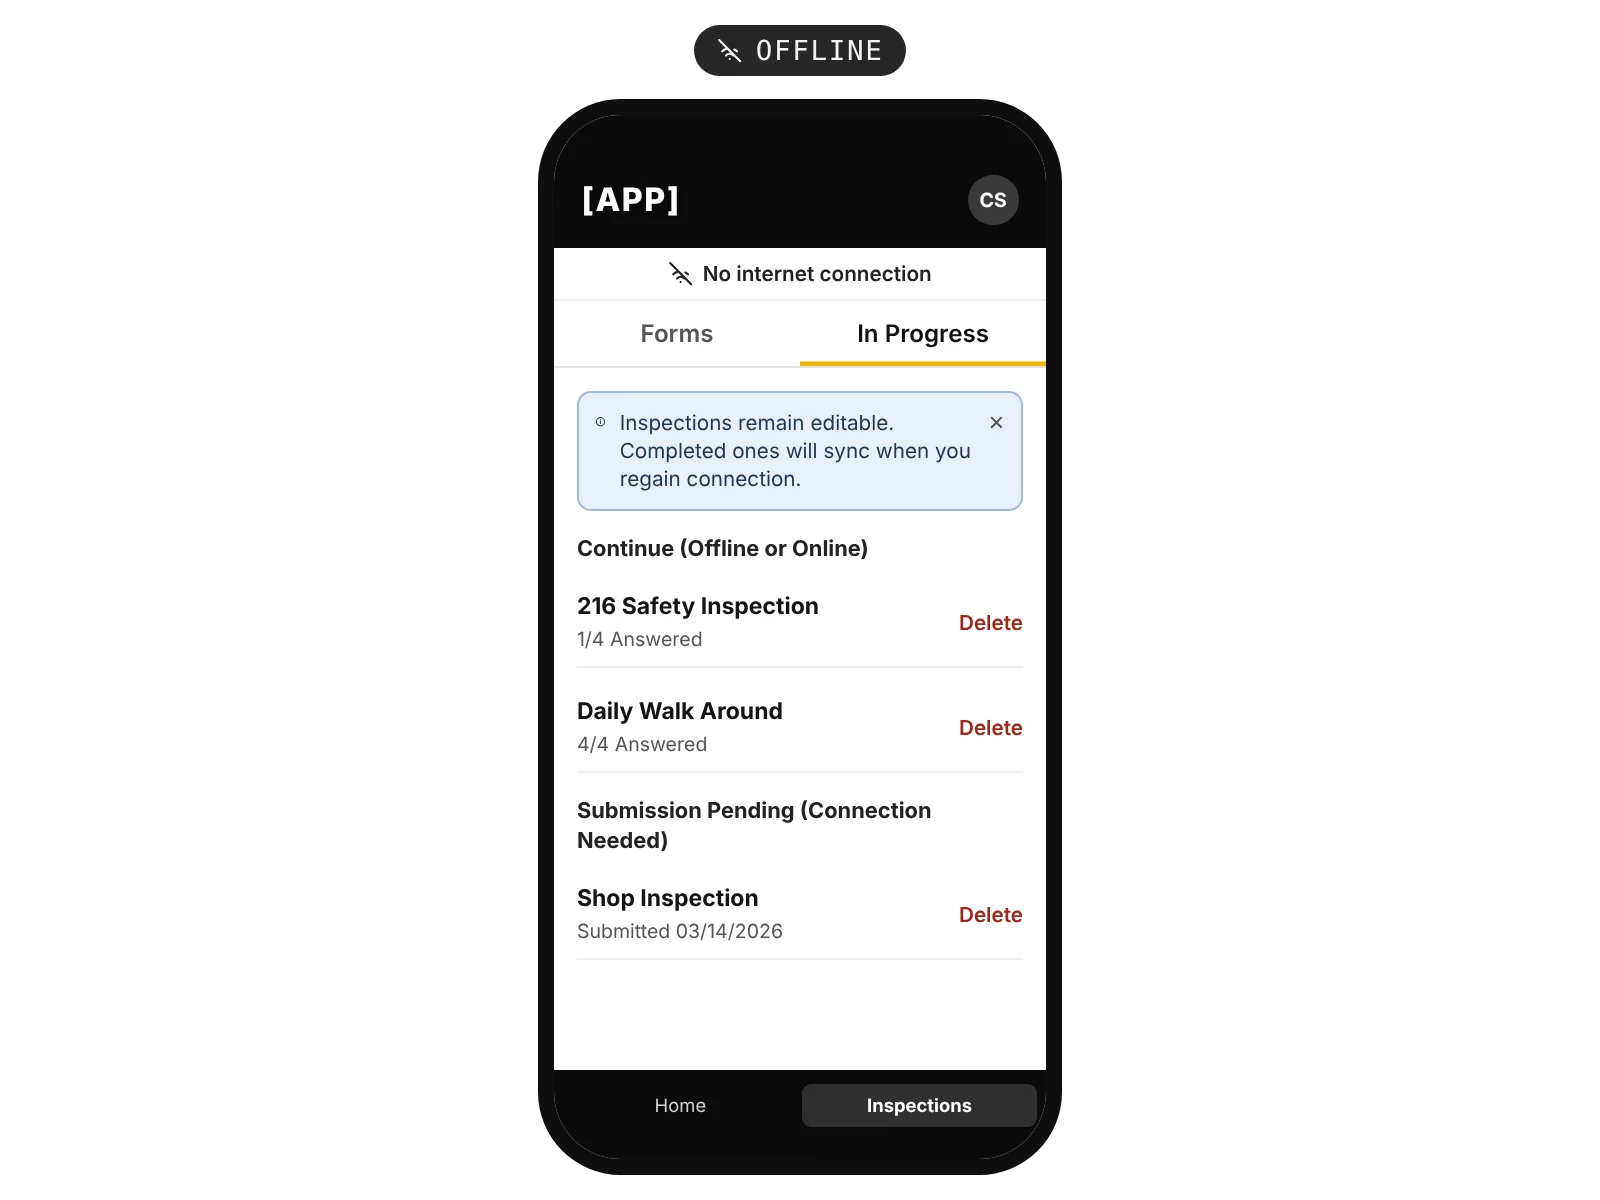 OFFLINE
[APP]
CS
No internet connection
Forms
In Progress
Inspections remain editable.
Completed ones will sync when you
regain connection.
Continue (Offline or Online)
216 Safety Inspection
1/4 Answered
Delete
Daily Walk Around
4/4 Answered
Delete
Submission Pending (Connection
Needed)
Shop Inspection
Submitted 03/14/2026
Delete
Home
Inspections